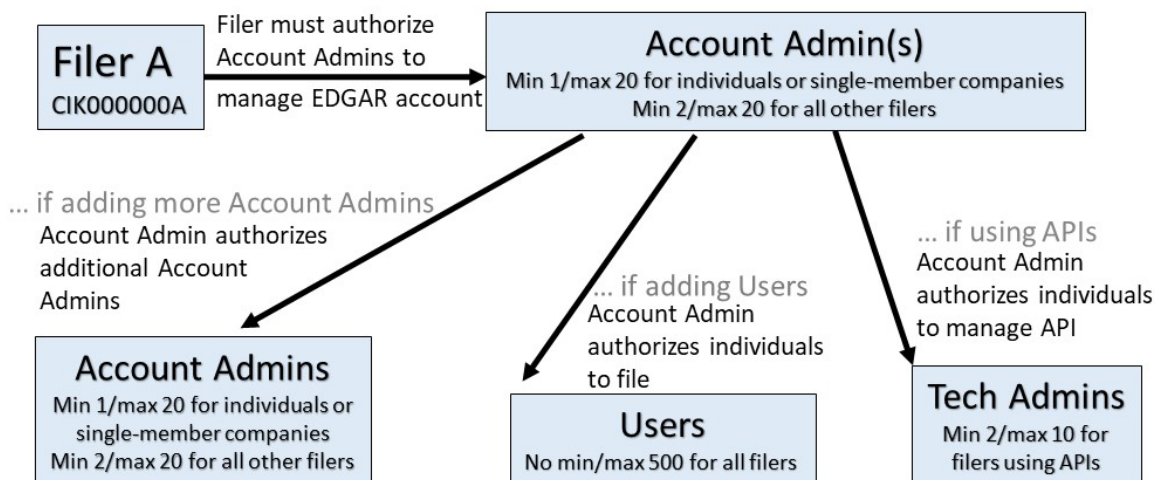 Filer A
CIK000000A
Filer must authorize
Account Admins to
manage EDGAR account
Account Admin(s)
Min 1/max 20 for individuals or single-member companies
Min 2/max 20 for all other filers
... if adding more Account Admins
Account Admin authorizes
additional Account
Admins
... if adding Users
Account Admin
authorizes individuals
to file
... if using APIs
Account Admin
authorizes individuals
to manage API
Account Admins
Min 1/max 20 for individuals or
single-member companies
Min 2/max 20 for all other filers
Users
No min/max 500 for all filers
Tech Admins
Min 2/max 10 for
filers using APIs